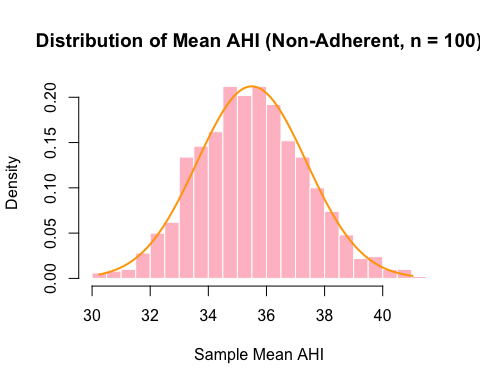 Distribution of Mean AHI (Non-Adherent, n = 100)
Density
0.20
0.15
0.10
0.05
0.00
30 32 34 36 38 40
Sample Mean AHI